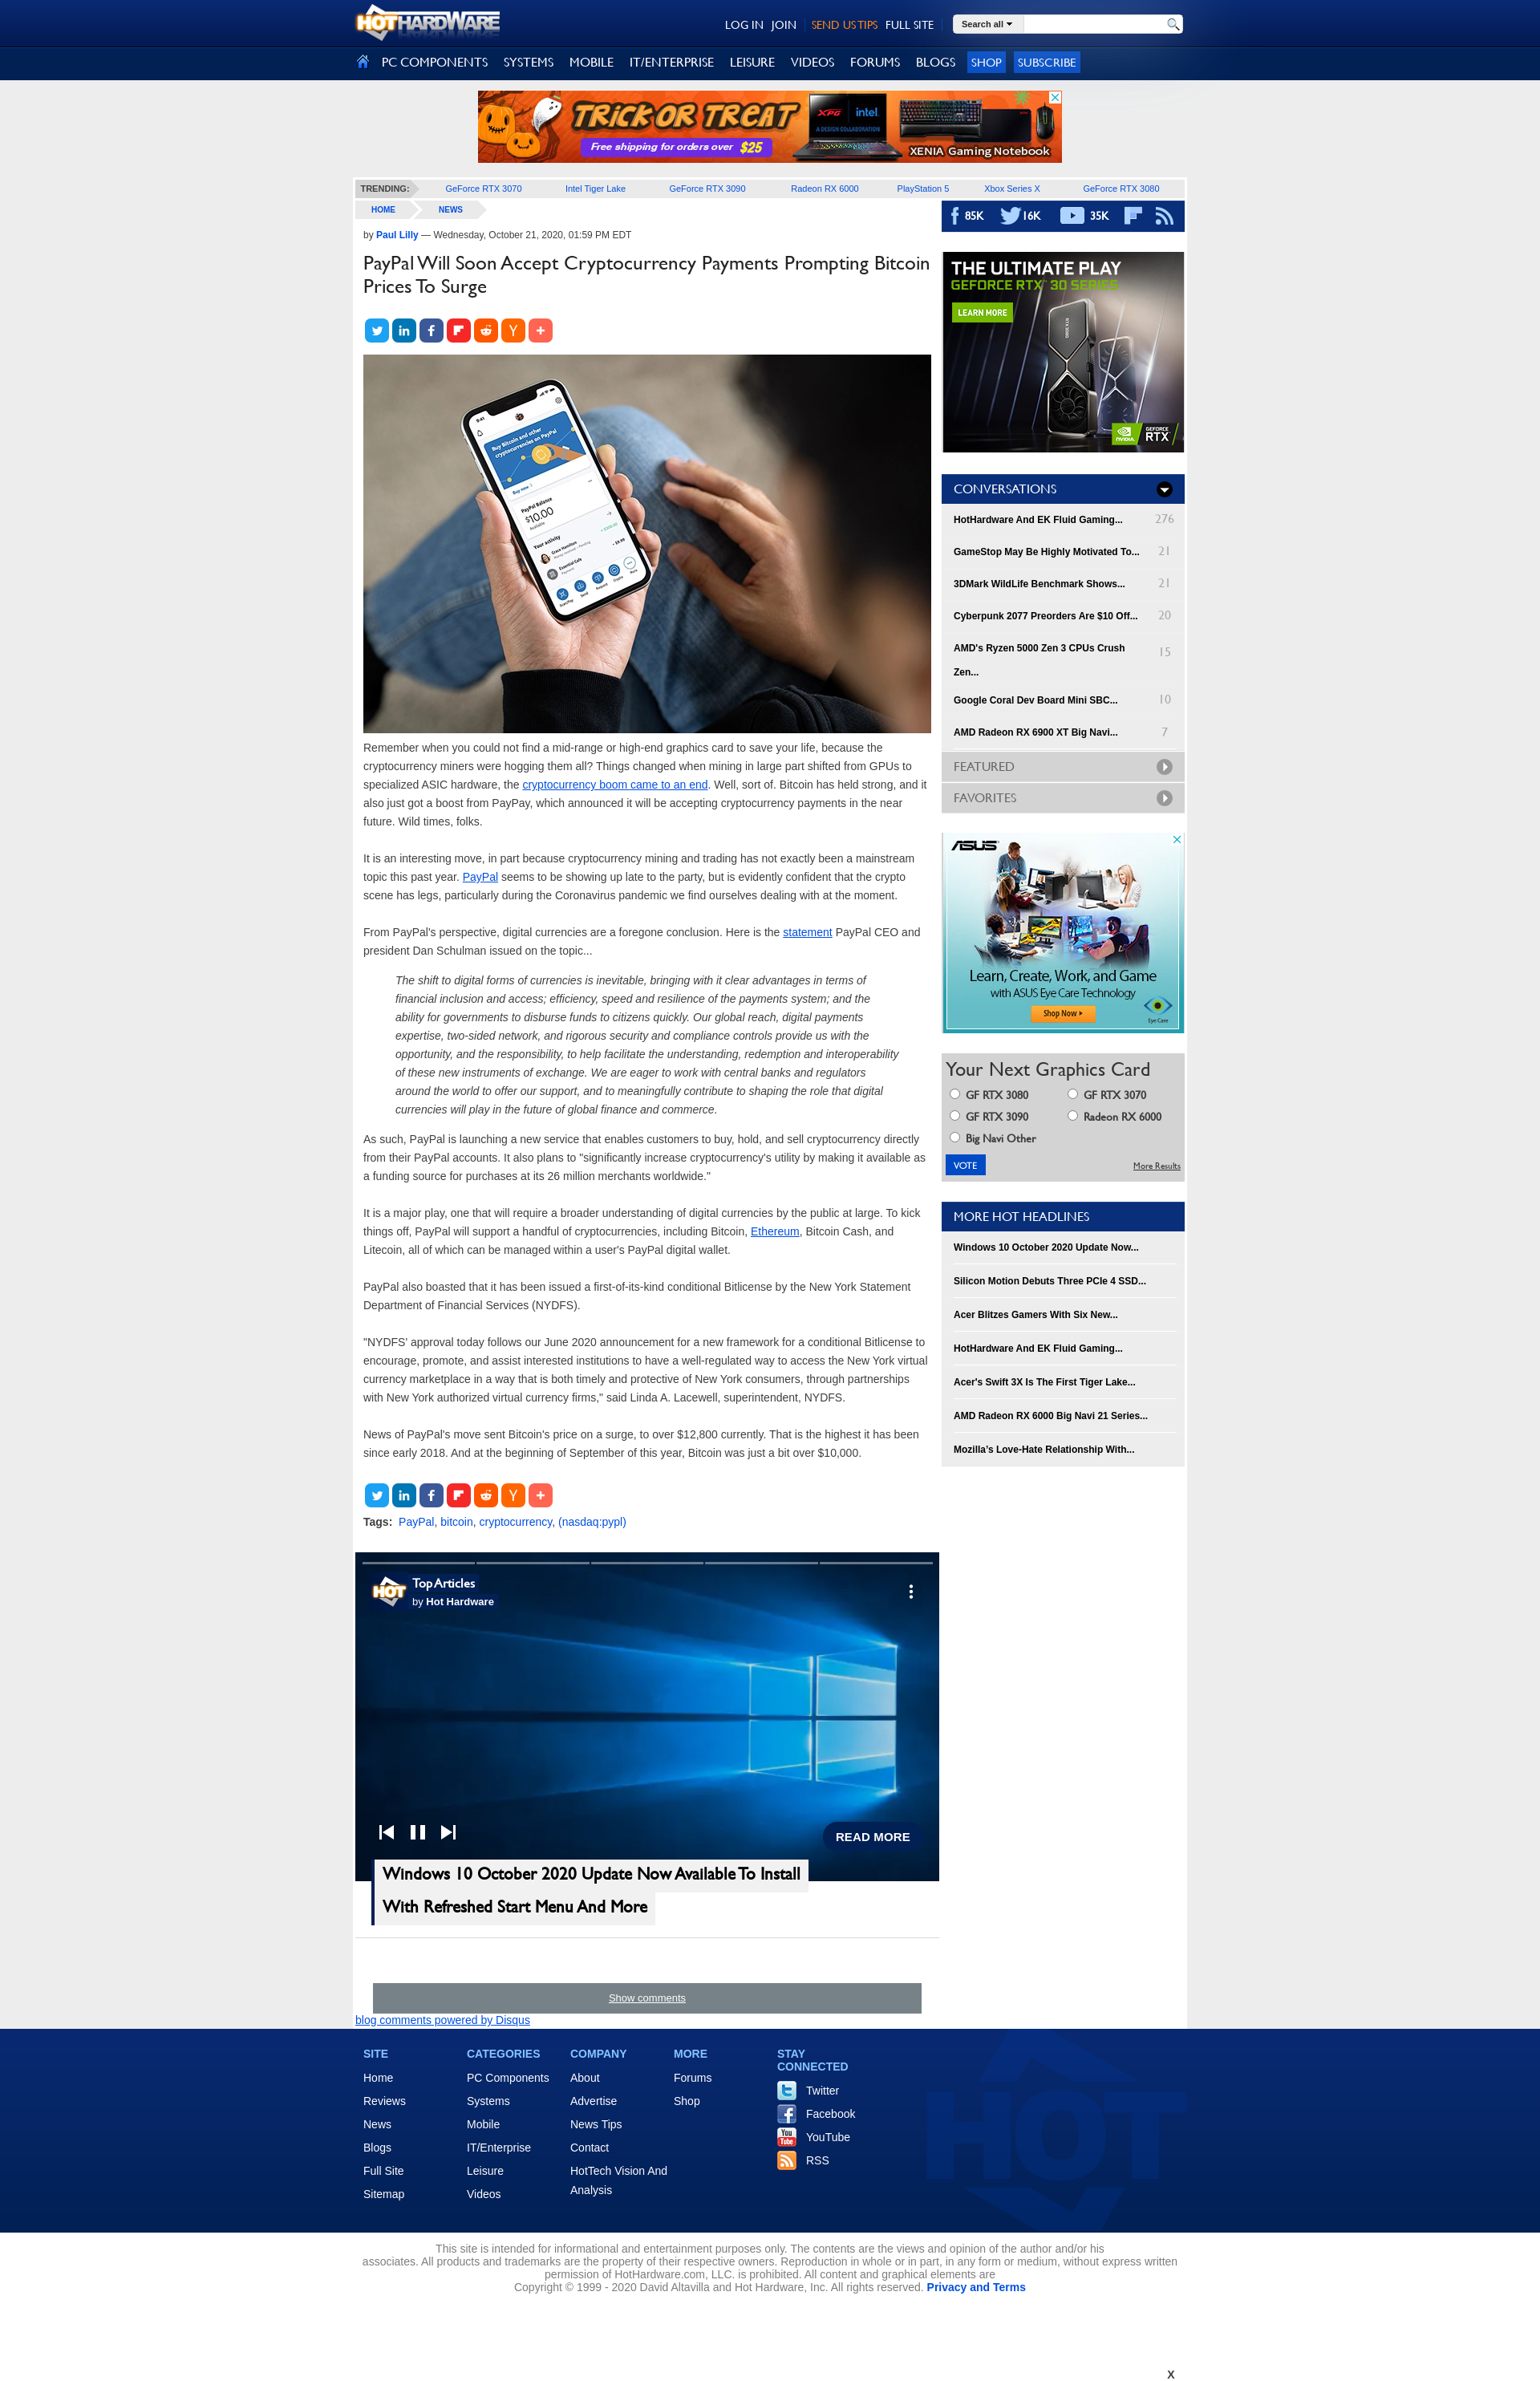 HOTHARDWARE
LOG IN JOIN SEND US TIPS FULL SITE
Search all
PC COMPONENTS SYSTEMS MOBILE IT/ENTERPRISE LEISURE VIDEOS FORUMS BLOGS SHOP SUBSCRIBE
TRICK OR TREAT
Free shipping for orders over $25
XPG intel
A DESIGN COLLABORATION
XENIA Gaming Notebook
TRENDING: GeForce RTX 3070 Intel Tiger Lake GeForce RTX 3090 Radeon RX 6000 PlayStation 5 Xbox Series X GeForce RTX 3080
HOME NEWS
85K 16K 35K
by Paul Lilly — Wednesday, October 21, 2020, 01:59 PM EDT
PayPal Will Soon Accept Cryptocurrency Payments Prompting Bitcoin
Prices To Surge
9:41
Buy Bitcoin and other
cryptocurrencies on PayPal
Buy now
PayPal Balance
$10.00
Available
Your activity
Remember when you could not find a mid-range or high-end graphics card to save your life, because the
cryptocurrency miners were hogging them all? Things changed when mining in large part shifted from GPUs to
specialized ASIC hardware, the cryptocurrency boom came to an end. Well, sort of. Bitcoin has held strong, and it
also just got a boost from PayPay, which announced it will be accepting cryptocurrency payments in the near
future. Wild times, folks.
It is an interesting move, in part because cryptocurrency mining and trading has not exactly been a mainstream
topic this past year. PayPal seems to be showing up late to the party, but is evidently confident that the crypto
scene has legs, particularly during the Coronavirus pandemic we find ourselves dealing with at the moment.
From PayPal's perspective, digital currencies are a foregone conclusion. Here is the statement PayPal CEO and
president Dan Schulman issued on the topic...
The shift to digital forms of currencies is inevitable, bringing with it clear advantages in terms of
financial inclusion and access; efficiency, speed and resilience of the payments system; and the
ability for governments to disburse funds to citizens quickly. Our global reach, digital payments
expertise, two-sided network, and rigorous security and compliance controls provide us with the
opportunity, and the responsibility, to help facilitate the understanding, redemption and interoperability
of these new instruments of exchange. We are eager to work with central banks and regulators
around the world to offer our support, and to meaningfully contribute to shaping the role that digital
currencies will play in the future of global finance and commerce.
As such, PayPal is launching a new service that enables customers to buy, hold, and sell cryptocurrency directly
from their PayPal accounts. It also plans to "significantly increase cryptocurrency's utility by making it available as
a funding source for purchases at its 26 million merchants worldwide."
It is a major play, one that will require a broader understanding of digital currencies by the public at large. To kick
things off, PayPal will support a handful of cryptocurrencies, including Bitcoin, Ethereum, Bitcoin Cash, and
Litecoin, all of which can be managed within a user's PayPal digital wallet.
PayPal also boasted that it has been issued a first-of-its-kind conditional Bitlicense by the New York Statement
Department of Financial Services (NYDFS).
"NYDFS' approval today follows our June 2020 announcement for a new framework for a conditional Bitlicense to
encourage, promote, and assist interested institutions to have a well-regulated way to access the New York virtual
currency marketplace in a way that is both timely and protective of New York consumers, through partnerships
with New York authorized virtual currency firms," said Linda A. Lacewell, superintendent, NYDFS.
News of PayPal's move sent Bitcoin's price on a surge, to over $12,800 currently. That is the highest it has been
since early 2018. And at the beginning of September of this year, Bitcoin was just a bit over $10,000.
Tags: PayPal, bitcoin, cryptocurrency, (nasdaq:pypl)
HOT
Top Articles
by Hot Hardware
READ MORE
Windows 10 October 2020 Update Now Available To Install
With Refreshed Start Menu And More
Show comments
blog comments powered by Disqus
THE ULTIMATE PLAY
GEFORCE RTX 30 SERIES
LEARN MORE
NVIDIA GEFORCE RTX
CONVERSATIONS
HotHardware And EK Fluid Gaming... 276
GameStop May Be Highly Motivated To... 21
3DMark WildLife Benchmark Shows... 21
Cyberpunk 2077 Preorders Are $10 Off... 20
AMD's Ryzen 5000 Zen 3 CPUs Crush
Zen... 15
Google Coral Dev Board Mini SBC... 10
AMD Radeon RX 6900 XT Big Navi... 7
FEATURED
FAVORITES
ASUS
Learn, Create, Work, and Game
with ASUS Eye Care Technology
Shop Now
Eye Care
Your Next Graphics Card
GF RTX 3080 GF RTX 3070
GF RTX 3090 Radeon RX 6000
Big Navi Other
VOTE More Results
MORE HOT HEADLINES
Windows 10 October 2020 Update Now...
Silicon Motion Debuts Three PCIe 4 SSD...
Acer Blitzes Gamers With Six New...
HotHardware And EK Fluid Gaming...
Acer's Swift 3X Is The First Tiger Lake...
AMD Radeon RX 6000 Big Navi 21 Series...
Mozilla's Love-Hate Relationship With...
SITE
Home
Reviews
News
Blogs
Full Site
Sitemap
CATEGORIES
PC Components
Systems
Mobile
IT/Enterprise
Leisure
Videos
COMPANY
About
Advertise
News Tips
Contact
HotTech Vision And
Analysis
MORE
Forums
Shop
STAY
CONNECTED
Twitter
Facebook
You Tube YouTube
RSS
HOT
This site is intended for informational and entertainment purposes only. The contents are the views and opinion of the author and/or his
associates. All products and trademarks are the property of their respective owners. Reproduction in whole or in part, in any form or medium, without express written
permission of HotHardware.com, LLC. is prohibited. All content and graphical elements are
Copyright © 1999 - 2020 David Altavilla and Hot Hardware, Inc. All rights reserved. Privacy and Terms
X